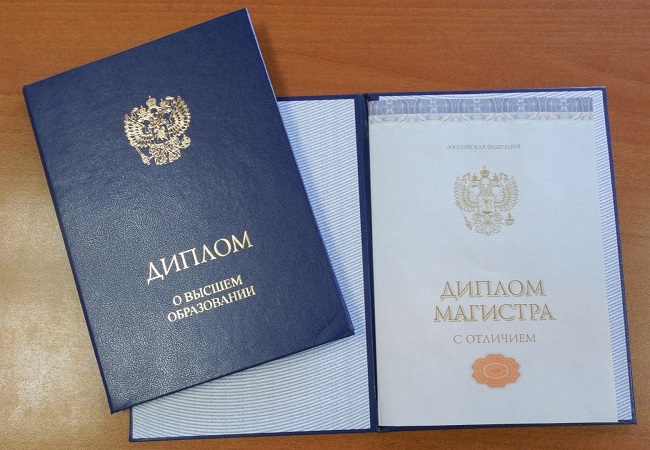 ДИПЛОМ
О ВЫСШЕМ
ОБРАЗОВАНИИ
РОССИЙСКАЯ ФЕДЕРАЦИЯ
ДИПЛОМ
МАГИСТРА
С ОТЛИЧИЕМ